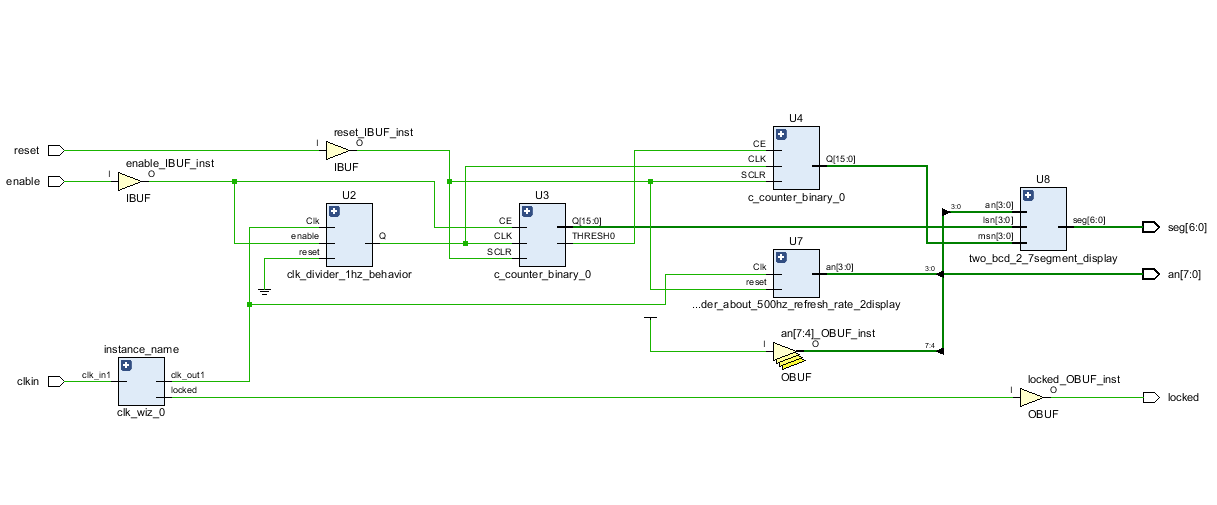 U4
reset_IBUF_inst
reset
I
O
IBUF
CE
CLK
SCLR
Q[15:0]
c_counter_binary_0
enable_IBUF_inst
enable
I
O
IBUF
U2
Clk
enable
reset
Q
clk_divider_1hz_behavior
U3
CE
CLK
SCLR
Q[15:0]
THRESH0
c_counter_binary_0
U8
3:0
an[3:0]
lsn[3:0]
msn[3:0]
seg[6:0]
two_bcd_2_7segment_display
seg[6:0]
U7
Clk
reset
an[3:0]
3:0
...der_about_500hz_refresh_rate_2display
an[7:0]
an[7:4]_OBUF_inst
I
O
7:4
OBUF
instance_name
clkin
clk_in1
clk_out1
locked
clk_wiz_0
locked_OBUF_inst
I
O
OBUF
locked